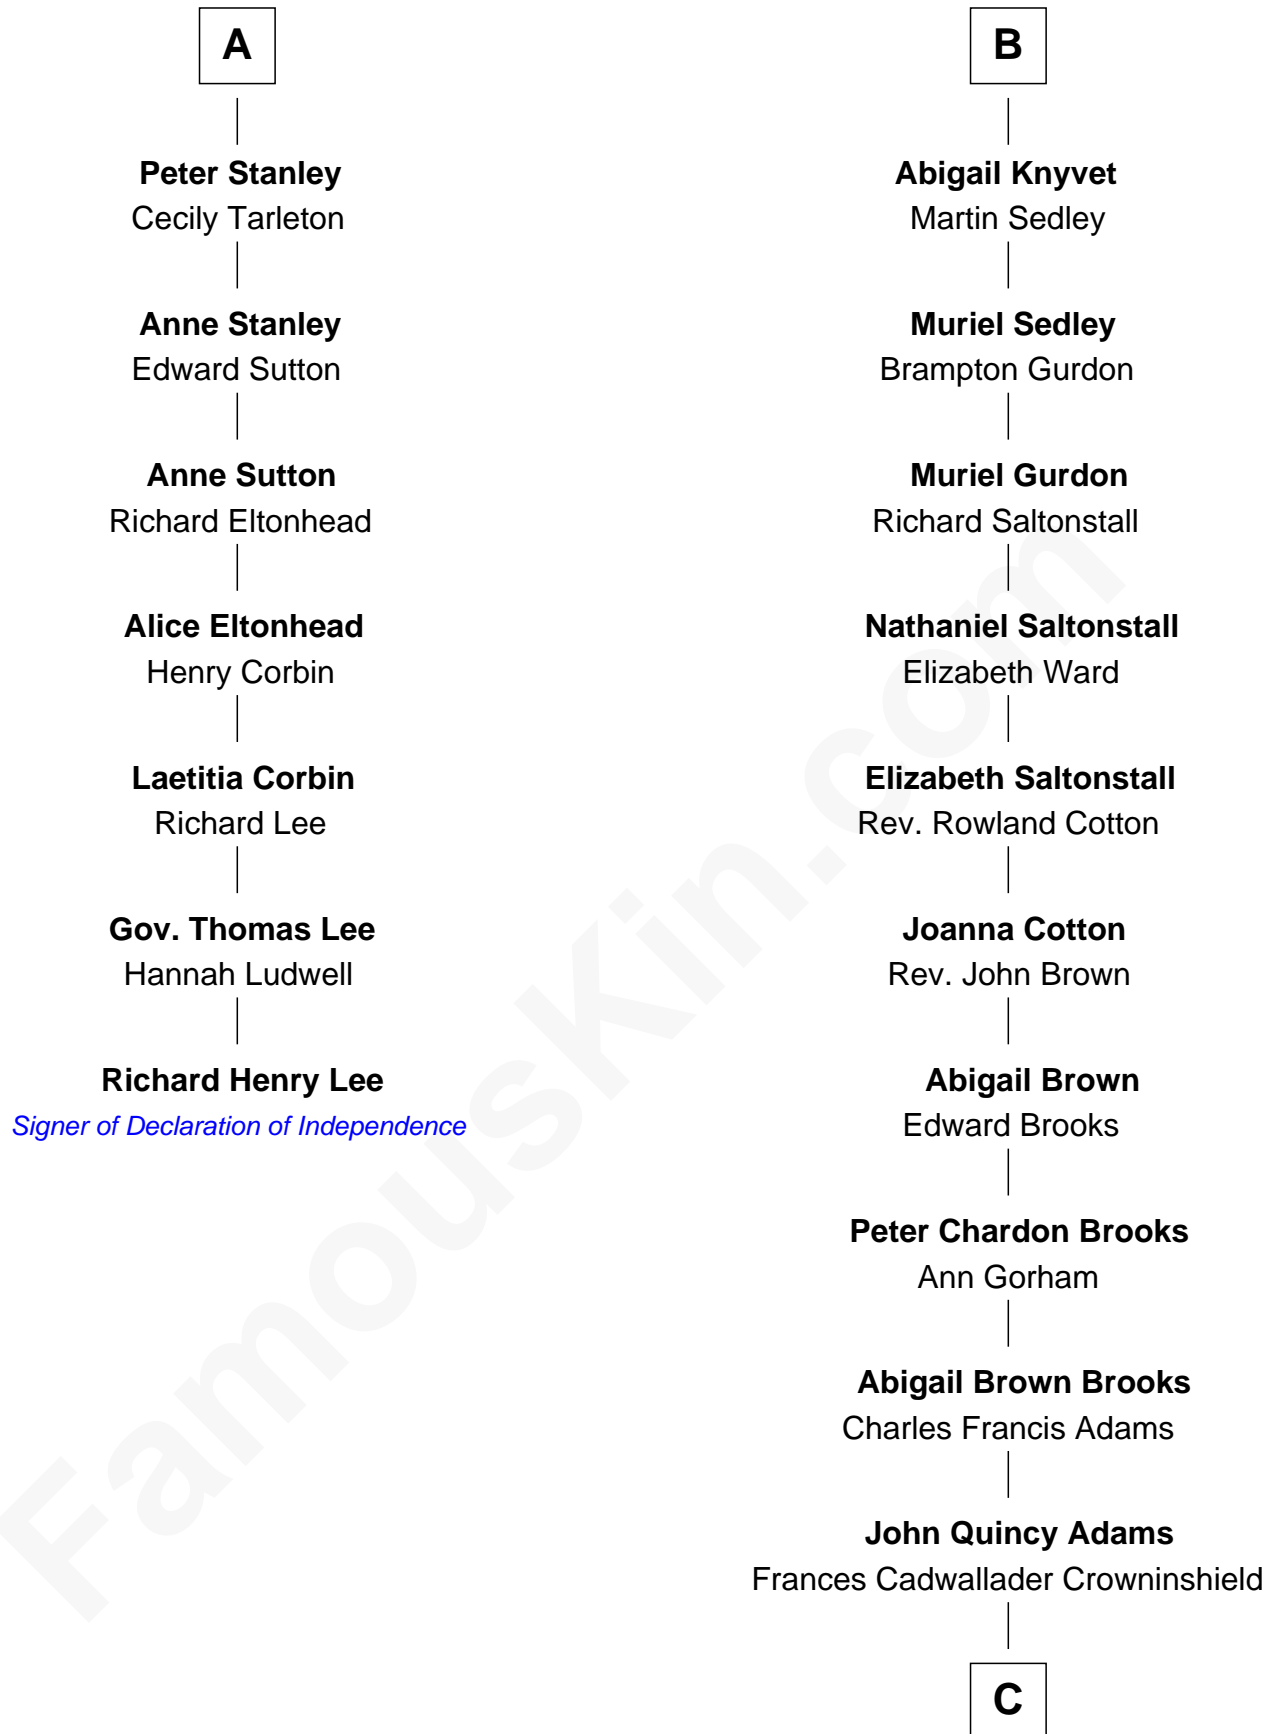 A
Peter Stanley
Cecily Tarleton
Anne Stanley
Edward Sutton
Anne Sutton
Richard Eltonhead
Alice Eltonhead
Henry Corbin
Laetitia Corbin
Richard Lee
Gov. Thomas Lee
Hannah Ludwell
Richard Henry Lee
Signer of Declaration of Independence
B
Abigail Knyvet
Martin Sedley
Muriel Sedley
Brampton Gurdon
Muriel Gurdon
Richard Saltonstall
Nathaniel Saltonstall
Elizabeth Ward
Elizabeth Saltonstall
Rev. Rowland Cotton
Joanna Cotton
Rev. John Brown
Abigail Brown
Edward Brooks
Peter Chardon Brooks
Ann Gorham
Abigail Brown Brooks
Charles Francis Adams
John Quincy Adams
Frances Cadwallader Crowninshield
C
FamousKin.com